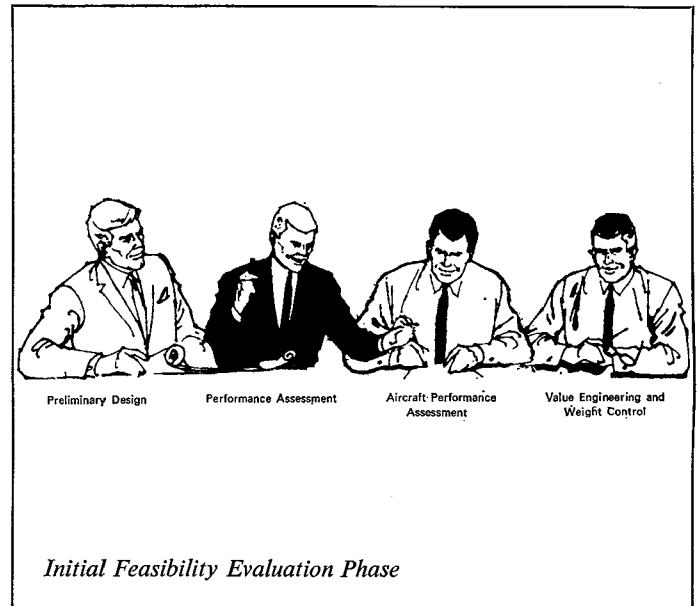 Preliminary Design
Performance Assessment
Aircraft Performance
Assessment
Value Engineering and
Weight Control
Initial Feasibility Evaluation Phase